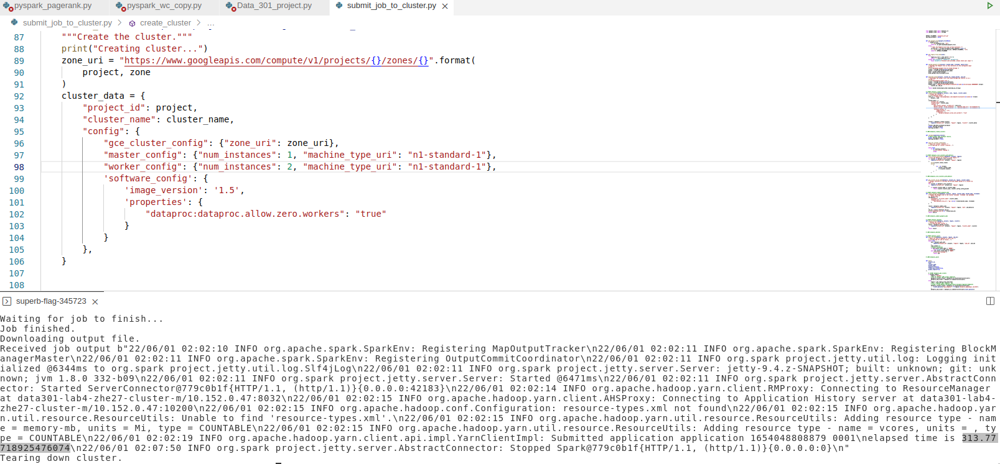 pyspark_pagerank.py pyspark_wc_copy.py Data_301_project.py submit_job_to_cluster.py
submit_job_to_cluster.py > create_cluster > ...
87 """Create the cluster."""
88 print("Creating cluster...")
89 zone_uri = "https://www.googleapis.com/compute/v1/projects/{}/zones/{}".format(
90 project, zone
91 )
92 cluster_data = {
93 "project_id": project,
94 "cluster_name": cluster_name,
95 "config": {
96 "gce_cluster_config": {"zone_uri": zone_uri},
97 "master_config": {"num_instances": 1, "machine_type_uri": "n1-standard-1"},
98 "worker_config": {"num_instances": 2, "machine_type_uri": "n1-standard-1"},
99 'software_config': {
100 'image_version': '1.5',
101 'properties': {
102 "dataproc:dataproc.allow.zero.workers": "true"
103 }
104 }
105 },
106 }
107
108
superb-flag-345723
Waiting for job to finish...
Job finished.
Downloading output file.
Received job output b"22/06/01 02:02:10 INFO org.apache.spark.SparkEnv: Registering MapOutputTracker\n22/06/01 02:02:11 INFO org.apache.spark.SparkEnv: Registering BlockM
anagerMaster\n22/06/01 02:02:11 INFO org.apache.spark.SparkEnv: Registering OutputCommitCoordinator\n22/06/01 02:02:11 INFO org.spark project.jetty.util.log: Logging init
ialized @6344ms to org.spark project.jetty.util.log.Slf4jLog\n22/06/01 02:02:11 INFO org.spark project.jetty.server.Server: jetty-9.4.z-SNAPSHOT; built: unknown; git: unk
nown; jvm 1.8.0 332-b09\n22/06/01 02:02:11 INFO org.spark project.jetty.server.Server: Started @6471ms\n22/06/01 02:02:11 INFO org.spark project.jetty.server.AbstractConn
ector: Started ServerConnector@779c0b1f{HTTP/1.1, (http/1.1)}{0.0.0.0:42183}\n22/06/01 02:02:14 INFO org.apache.hadoop.yarn.client.RMProxy: Connecting to ResourceManager
at data301-lab4-zhe27-cluster-m/10.152.0.47:8032\n22/06/01 02:02:15 INFO org.apache.hadoop.yarn.client.AHSProxy: Connecting to Application History server at data301-lab4-
zhe27-cluster-m/10.152.0.47:10200\n22/06/01 02:02:15 INFO org.apache.hadoop.conf.Configuration: resource-types.xml not found\n22/06/01 02:02:15 INFO org.apache.hadoop.yar
n.util.resource.ResourceUtils: Unable to find 'resource-types.xml'.\n22/06/01 02:02:15 INFO org.apache.hadoop.yarn.util.resource.ResourceUtils: Adding resource type - nam
e = memory-mb, units = Mi, type = COUNTABLE\n22/06/01 02:02:15 INFO org.apache.hadoop.yarn.util.resource.ResourceUtils: Adding resource type - name = vcores, units = , ty
pe = COUNTABLE\n22/06/01 02:02:19 INFO org.apache.hadoop.yarn.client.api.impl.YarnClientImpl: Submitted application application 1654048808879 0001\nelapsed time is 313.77
718925476074\n22/06/01 02:07:50 INFO org.spark project.jetty.server.AbstractConnector: Stopped Spark@779c0b1f{HTTP/1.1, (http/1.1)}{0.0.0.0:0}\n"
Tearing down cluster.